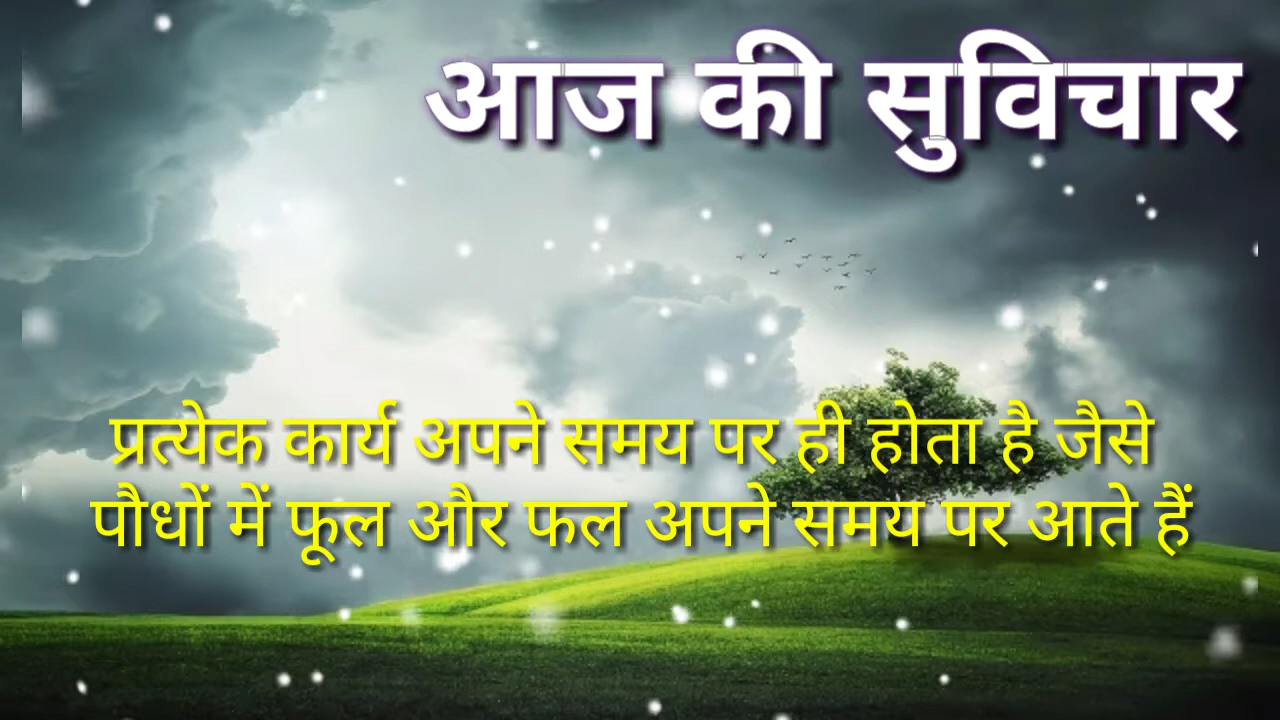 आज की सुविचार
प्रत्येक कार्य अपने समय पर ही होता है जैसे
पौधों में फूल और फल अपने समय पर आते हैं